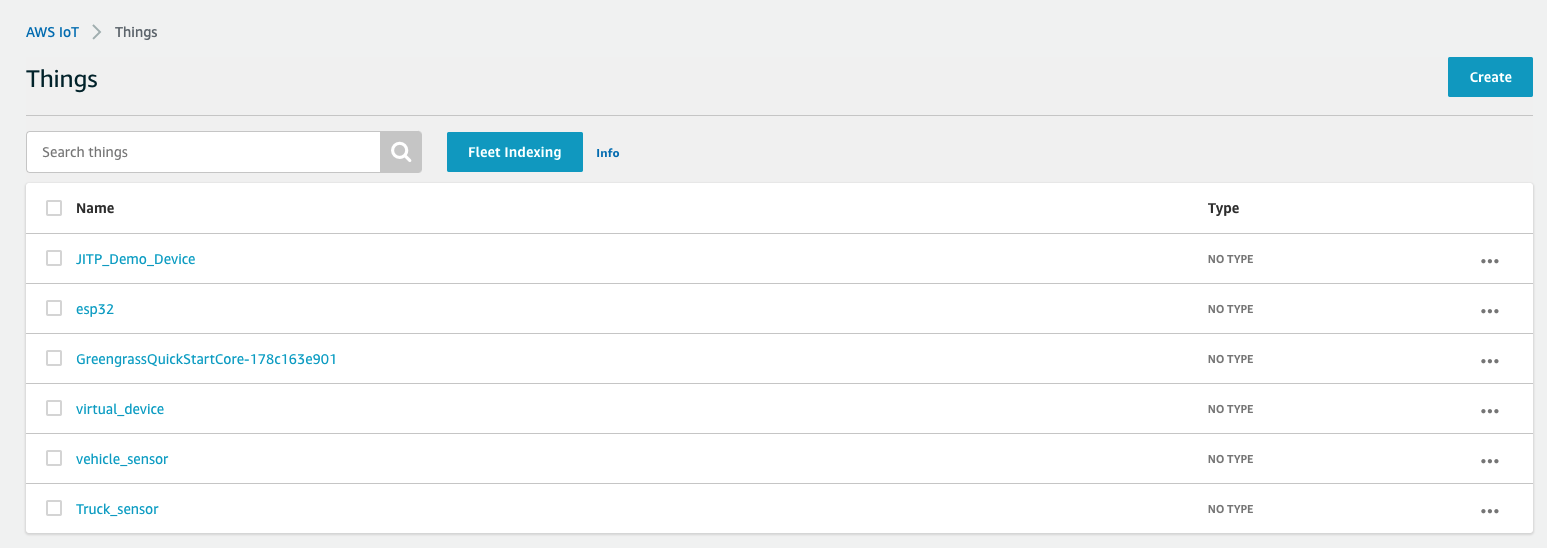 AWS IoT Things
Things
Create
Search things Fleet Indexing Info
Name Type
JITP_Demo_Device NO TYPE
esp32 NO TYPE
GreengrassQuickStartCore-178c163e901 NO TYPE
virtual_device NO TYPE
vehicle_sensor NO TYPE
Truck_sensor NO TYPE